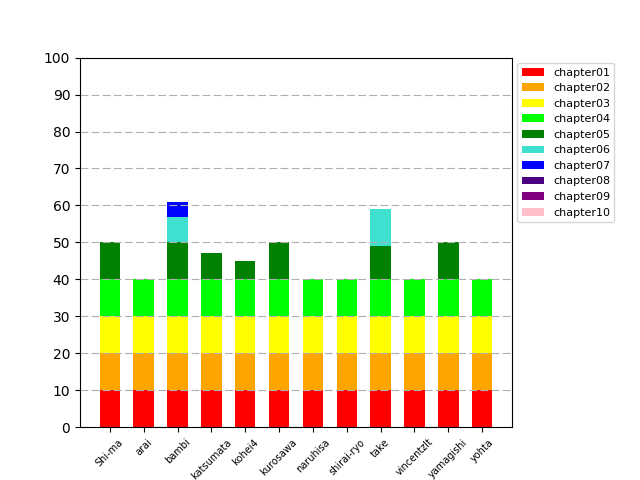 100
90
80
70
60
50
40
30
20
10
0
Shi-ma
arai
bambi
katsumata
kohei4
kurosawa
naruhisa
shirai-ryo
take
vincentzlt
yamagishi
yohta
chapter01
chapter02
chapter03
chapter04
chapter05
chapter06
chapter07
chapter08
chapter09
chapter10